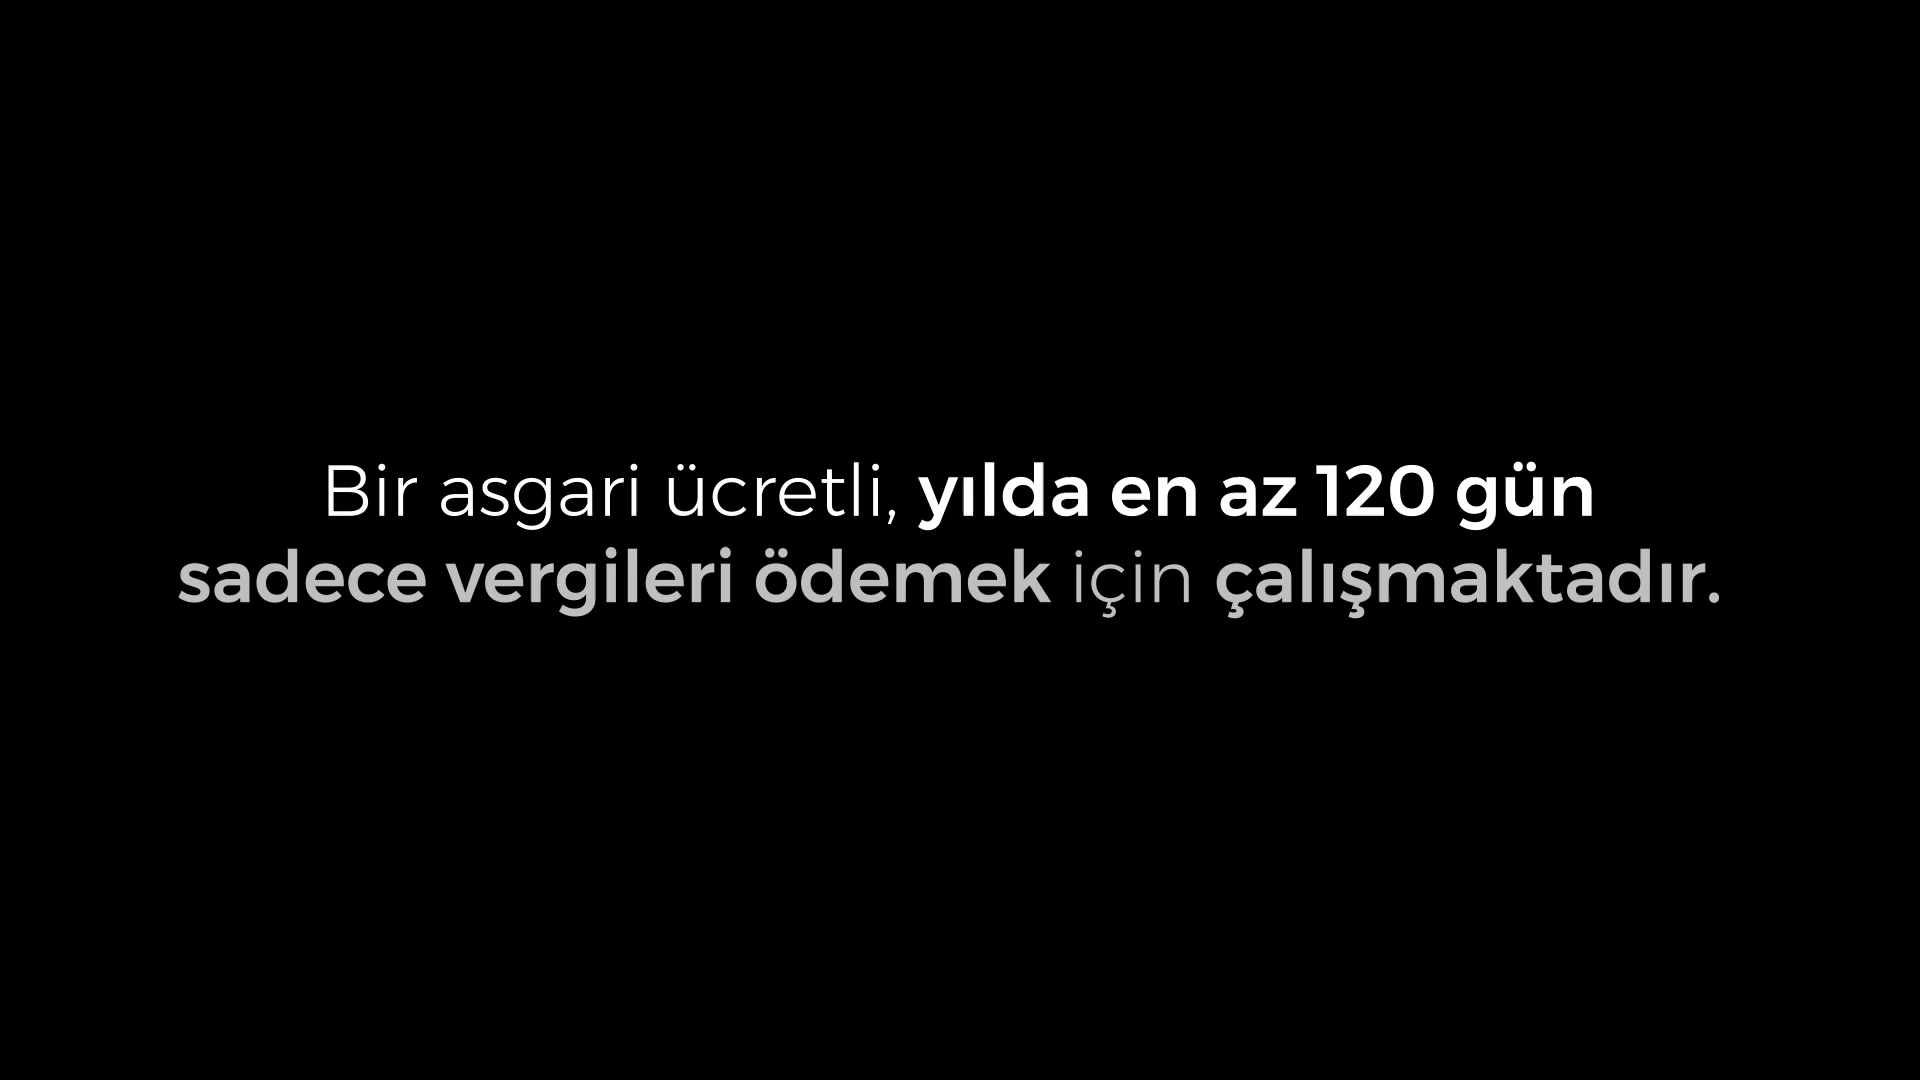 Bir asgari ücretli, yılda en az 120 gün
sadece vergileri ödemek için çalışmaktadır.